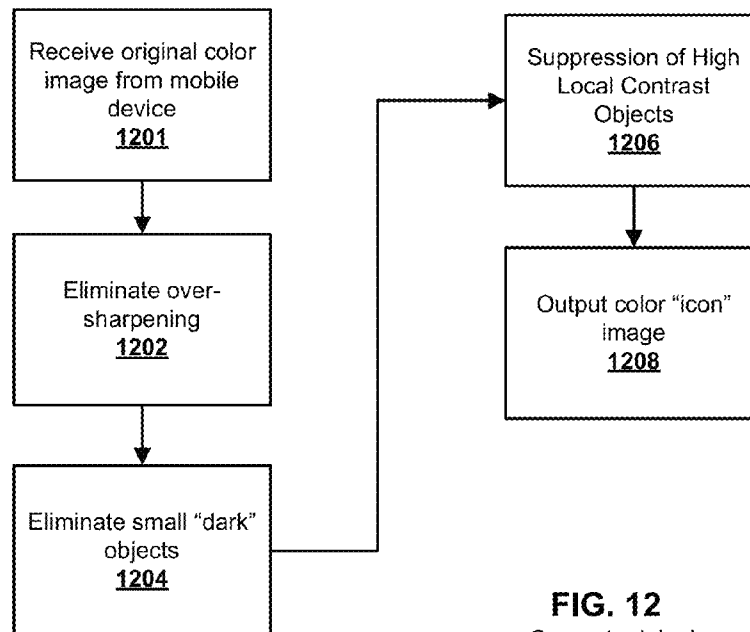 Receive original color
image from mobile
device
1201
Eliminate over-
sharpening
1202
Eliminate small “dark”
objects
1204
Suppression of High
Local Contrast
Objects
1206
Output color “icon”
image
1208
FIG. 12